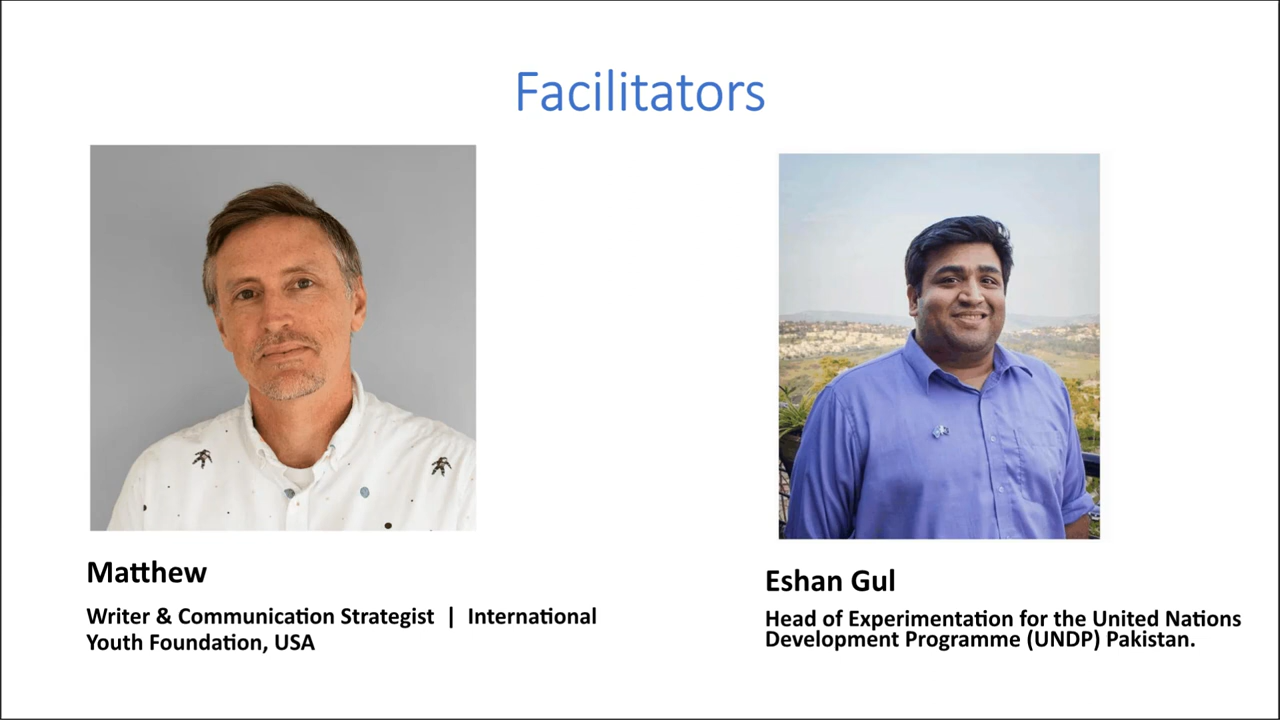 Facilitators
Matthew
Writer & Communication Strategist | International
Youth Foundation, USA
Eshan Gul
Head of Experimentation for the United Nations
Development Programme (UNDP) Pakistan.